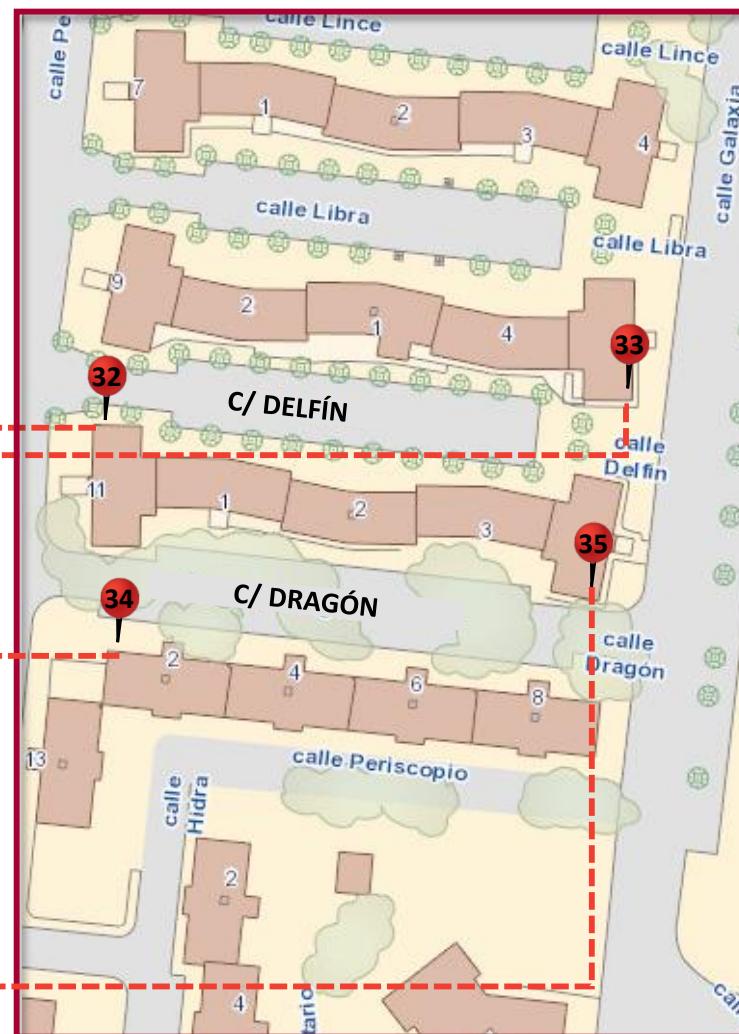 calle Lince
calle Pe
calle Lince
calle Galaxia
7
1
2
3
4
calle Libra
calle Libra
9
2
1
4
33
32
C/ DELFÍN
calle
Delfín
11
1
2
3
35
34
C/ DRAGÓN
calle
Dragón
2
4
6
8
13
calle Periscopio
calle
Hidra
2
4
tario
cal